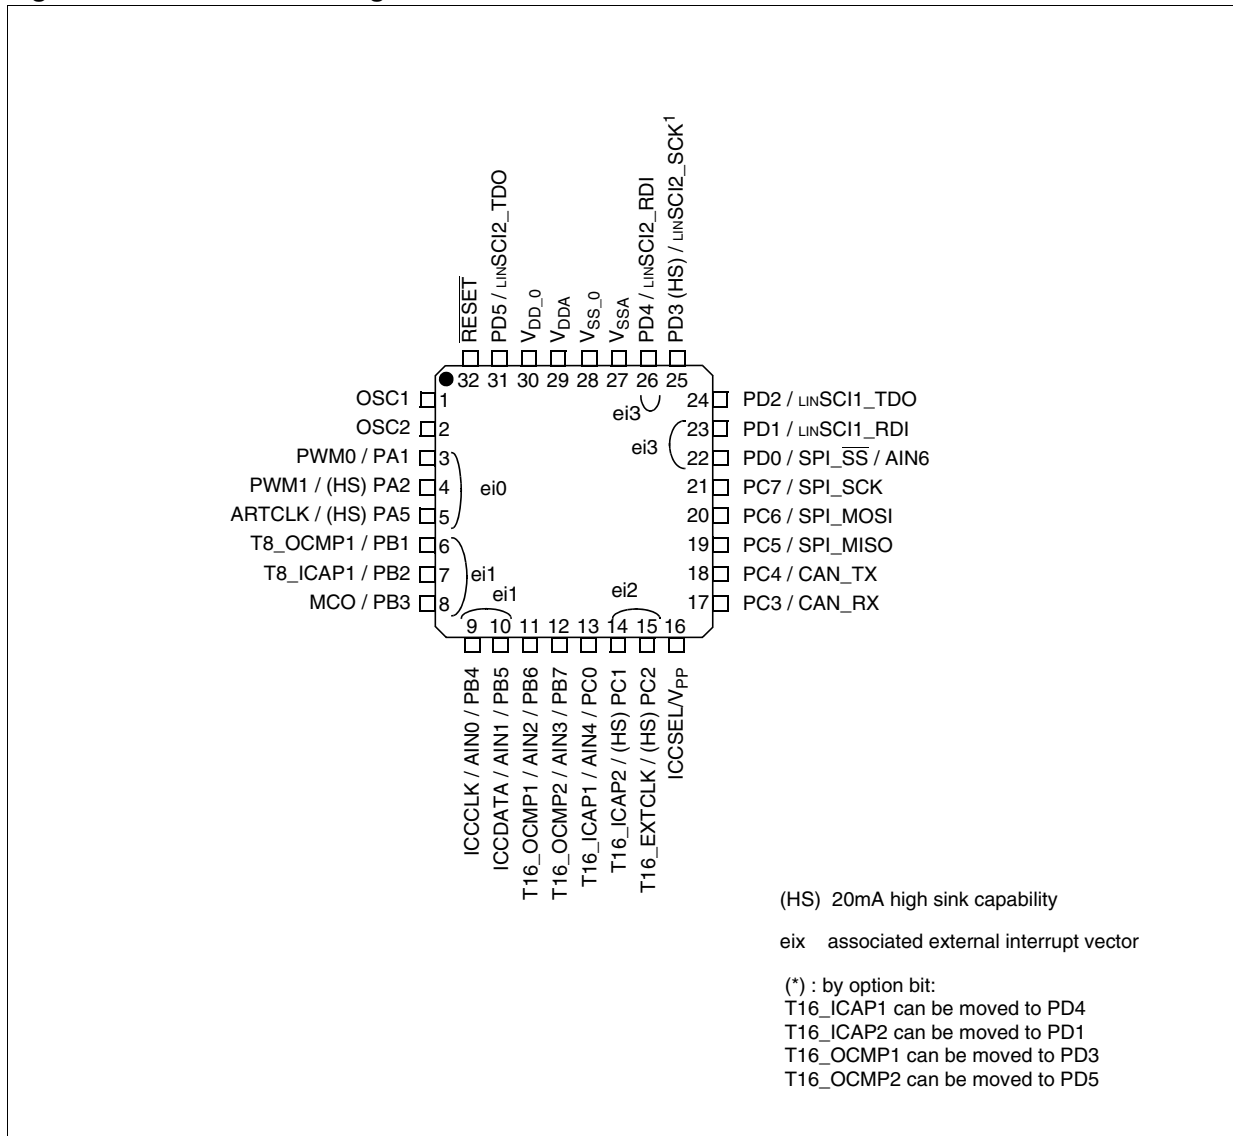 RESET
PD5 / LINSCI2_TDO
VDD_0
VDDA
VSS_0
VSSA
PD4 / LINSCI2_RDI
PD3 (HS) / LINSCI2_SCK1
32 31 30 29 28 27 26 25
OSC1 1
OSC2 2
PWM0 / PA1 3
PWM1 / (HS) PA2 4
ARTCLK / (HS) PA5 5
T8_OCMP1 / PB1 6
T8_ICAP1 / PB2 7
MCO / PB3 8
ei0
ei1
ei1
ei2
ei3
ei3
24 PD2 / LINSCI1_TDO
23 PD1 / LINSCI1_RDI
22 PD0 / SPI_SS / AIN6
21 PC7 / SPI_SCK
20 PC6 / SPI_MOSI
19 PC5 / SPI_MISO
18 PC4 / CAN_TX
17 PC3 / CAN_RX
9 10 11 12 13 14 15 16
ICCCLK / AIN0 / PB4
ICCDATA / AIN1 / PB5
T16_OCMP1 / AIN2 / PB6
T16_OCMP2 / AIN3 / PB7
T16_ICAP1 / AIN4 / PC0
T16_ICAP2 / (HS) PC1
T16_EXTCLK / (HS) PC2
ICCSEL/VPP
(HS) 20mA high sink capability
eix associated external interrupt vector
(*) : by option bit:
T16_ICAP1 can be moved to PD4
T16_ICAP2 can be moved to PD1
T16_OCMP1 can be moved to PD3
T16_OCMP2 can be moved to PD5